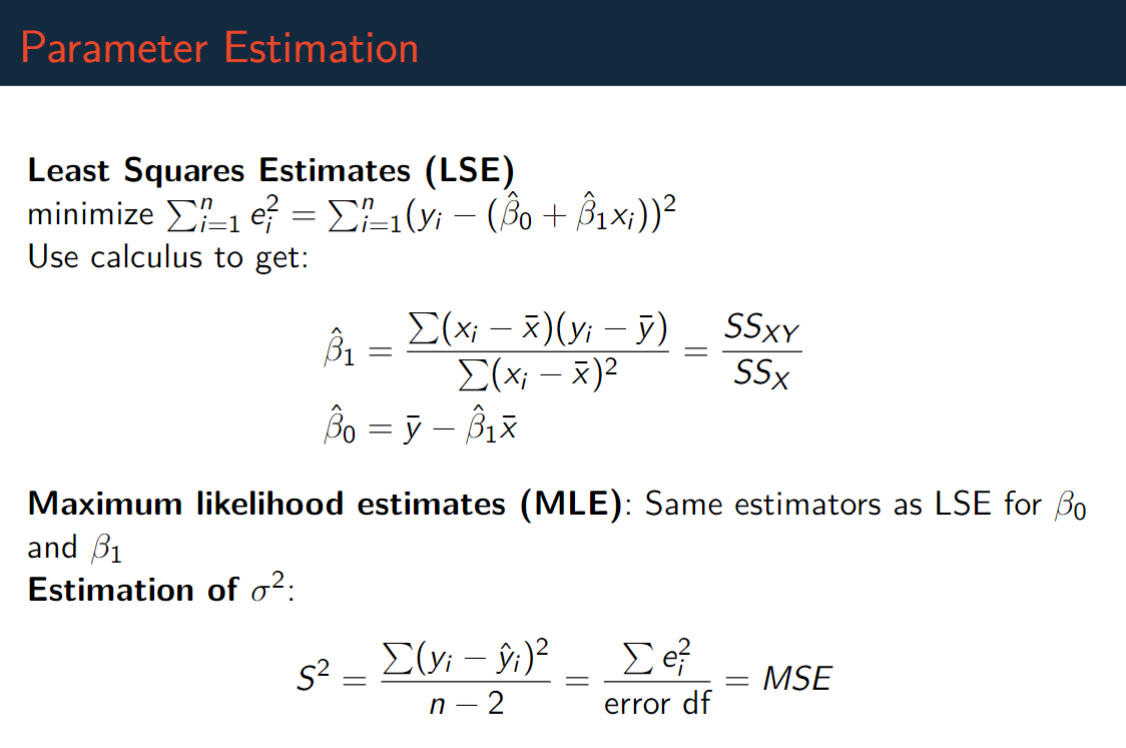 Parameter Estimation
Least Squares Estimates (LSE)
minimize $\sum_{i=1}^{n} e_i^2 = \sum_{i=1}^{n} (y_i - (\hat{\beta}_0 + \hat{\beta}_1 x_i))^2$
Use calculus to get:
$\hat{\beta}_1 = \frac{\sum (x_i - \bar{x})(y_i - \bar{y})}{\sum (x_i - \bar{x})^2} = \frac{SS_{XY}}{SS_X}$
$\hat{\beta}_0 = \bar{y} - \hat{\beta}_1 \bar{x}$
Maximum likelihood estimates (MLE): Same estimators as LSE for $\beta_0$
and $\beta_1$
Estimation of $\sigma^2$:
$S^2 = \frac{\sum (y_i - \hat{y}_i)^2}{n - 2} = \frac{\sum e_i^2}{\text{error df}} = MSE$